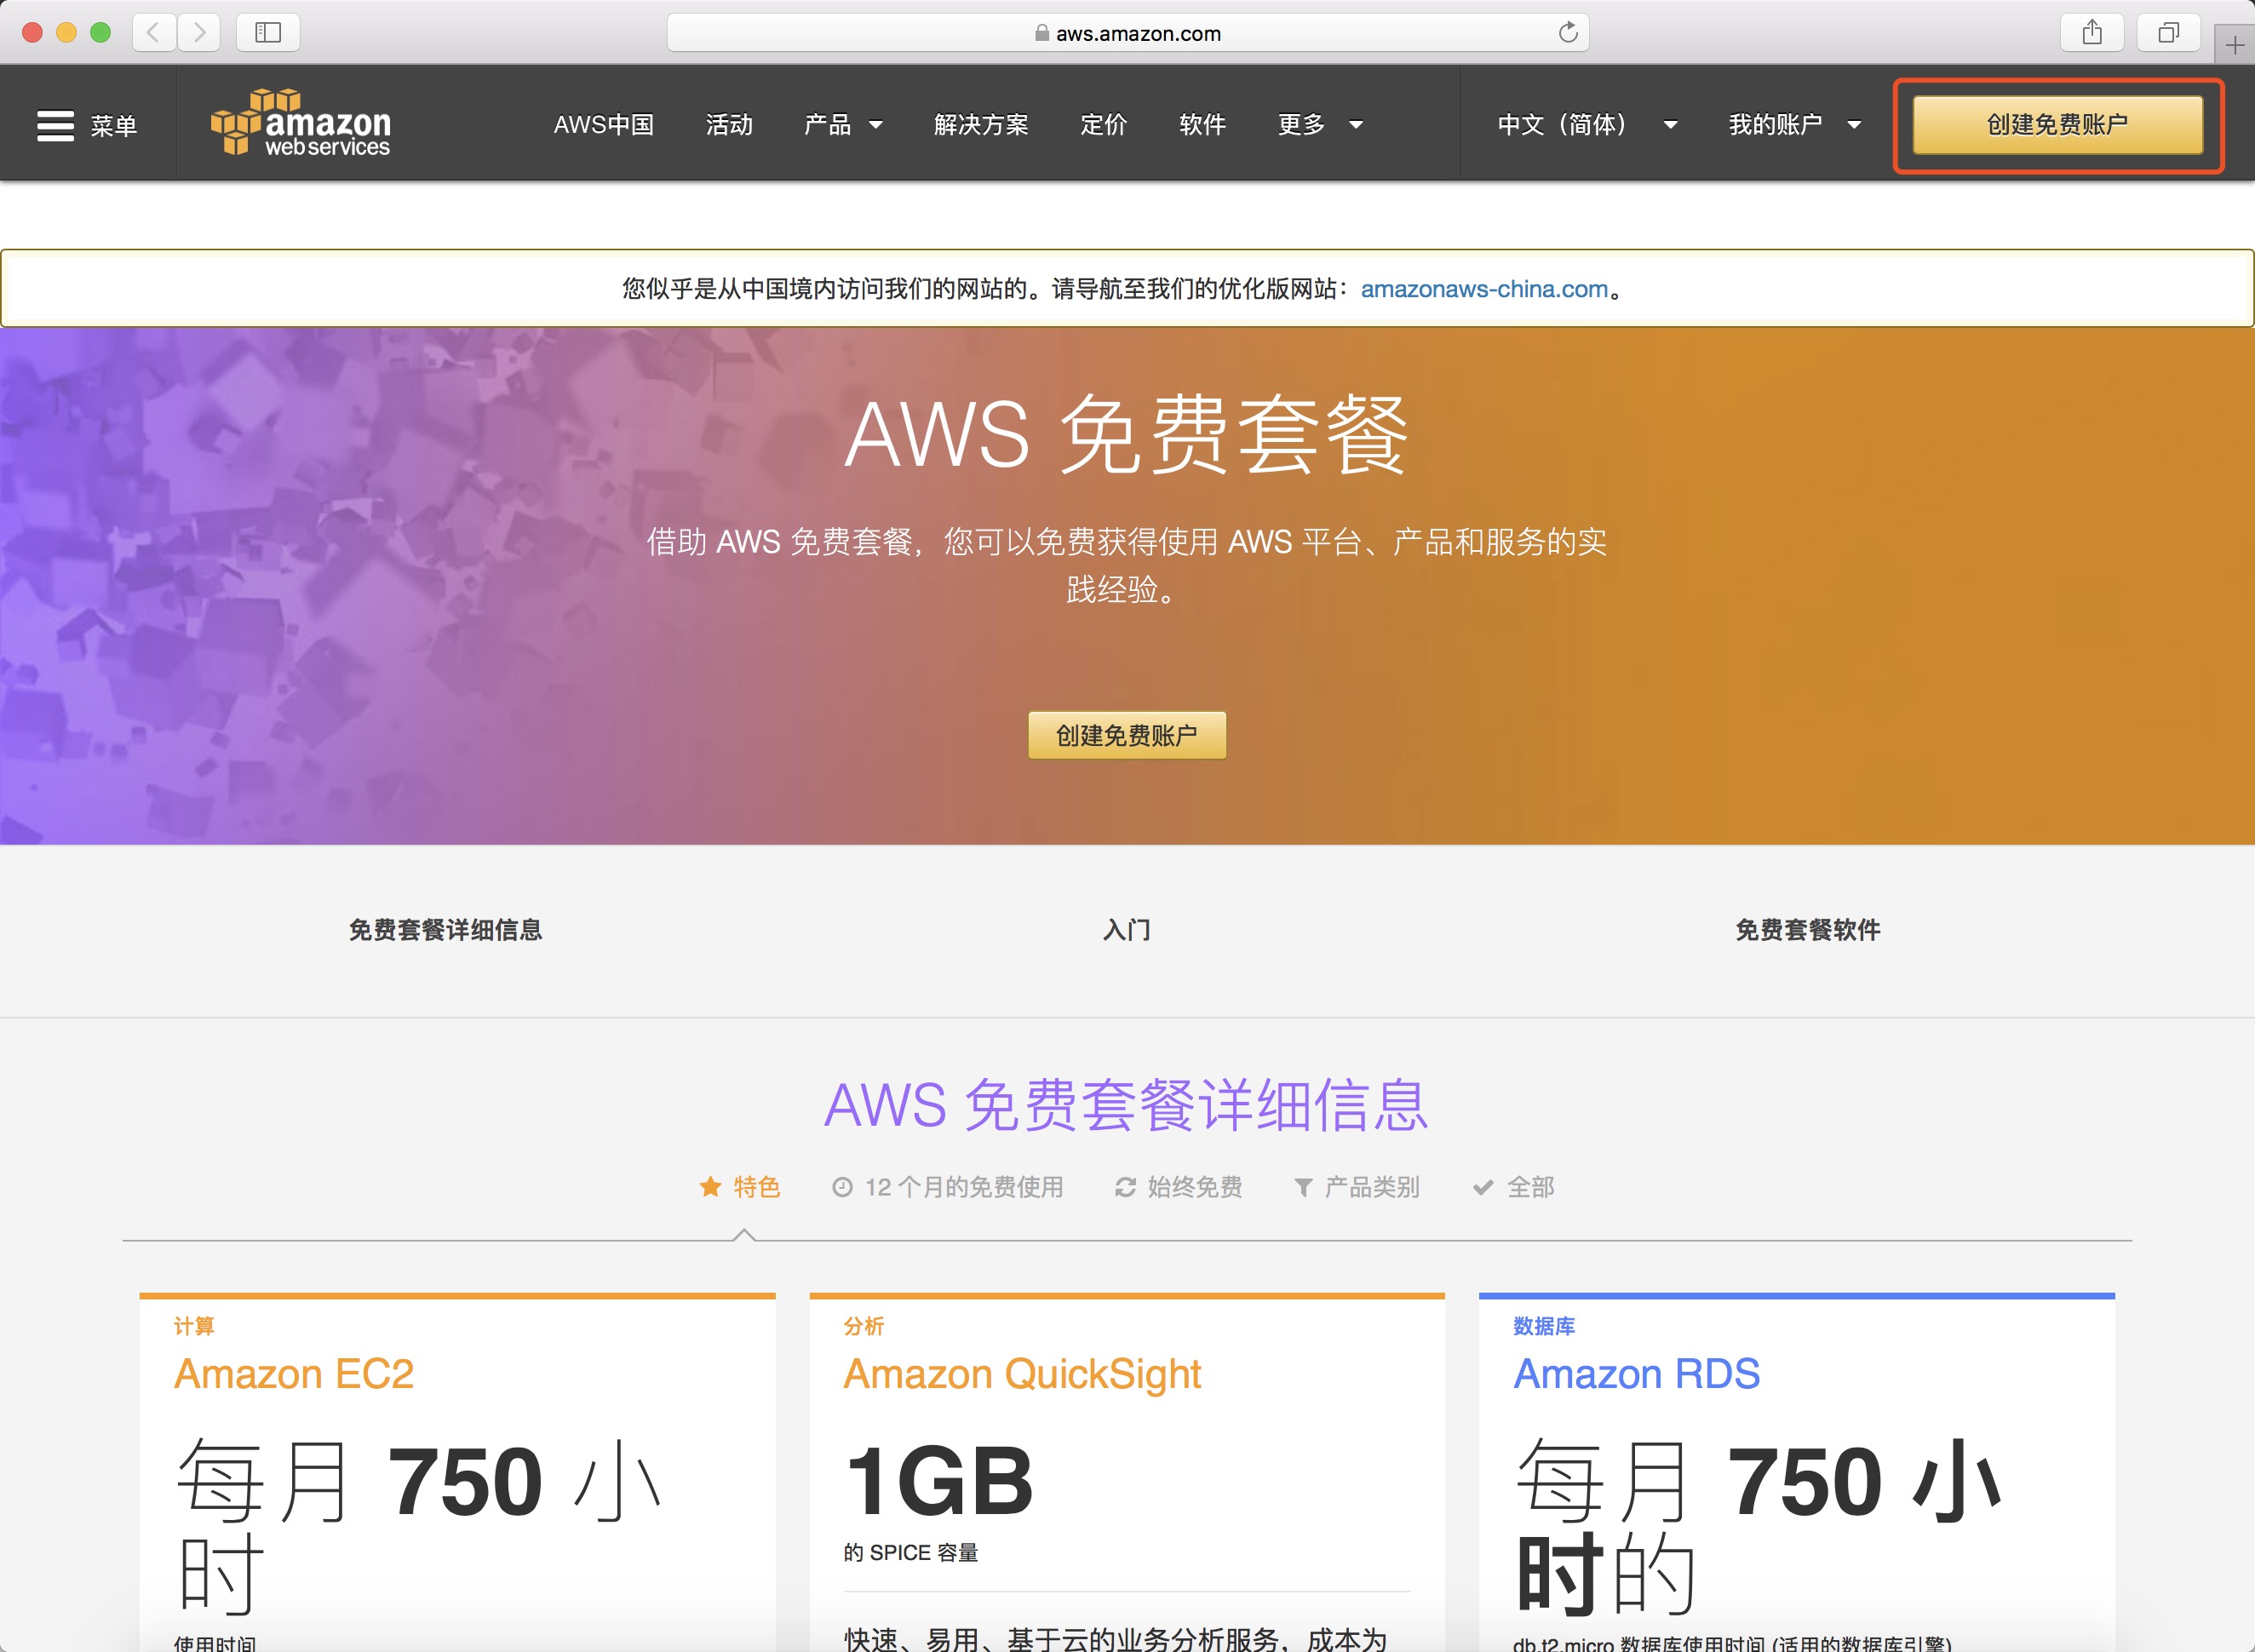 aws.amazon.com
菜单
amazon
web services
AWS中国 活动 产品 解决方案 定价 软件 更多 中文（简体） 我的账户 创建免费账户
您似乎是从中国境内访问我们的网站的。请导航至我们的优化版网站：amazonaws-china.com。
AWS 免费套餐
借助 AWS 免费套餐，您可以免费获得使用 AWS 平台、产品和服务的实
践经验。
创建免费账户
免费套餐详细信息 入门 免费套餐软件
AWS 免费套餐详细信息
特色 12 个月的免费使用 始终免费 产品类别 全部
计算
Amazon EC2
每月 750 小
时
使用时间
分析
Amazon QuickSight
1GB
的 SPICE 容量
快速、易用、基于云的业务分析服务，成本为
数据库
Amazon RDS
每月 750 小
时的
db.t2.micro 数据库使用时间 (适用的数据库引擎)